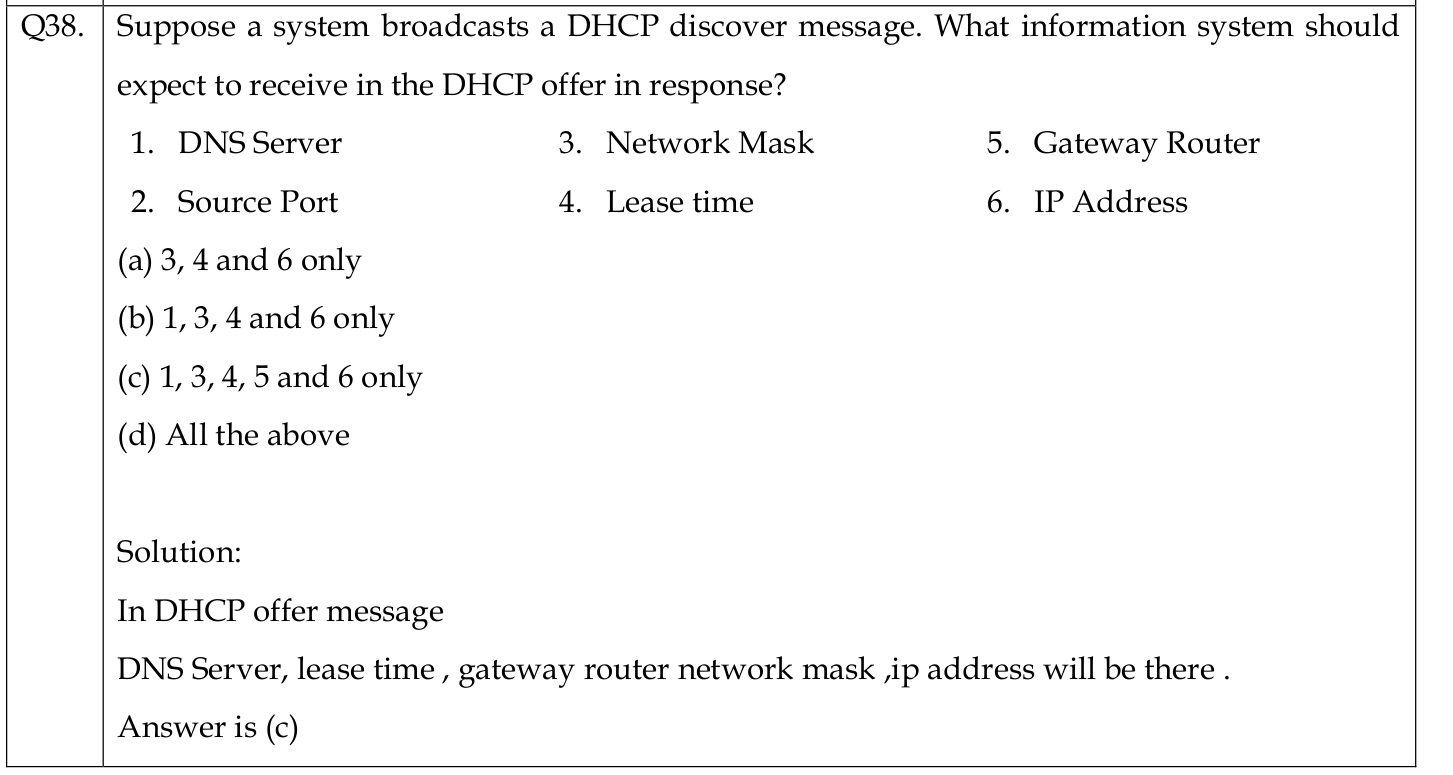 Q38. Suppose a system broadcasts a DHCP discover message. What information system should
expect to receive in the DHCP offer in response?
1. DNS Server 3. Network Mask 5. Gateway Router
2. Source Port 4. Lease time 6. IP Address
(a) 3, 4 and 6 only
(b) 1, 3, 4 and 6 only
(c) 1, 3, 4, 5 and 6 only
(d) All the above
Solution:
In DHCP offer message
DNS Server, lease time , gateway router network mask ,ip address will be there .
Answer is (c)